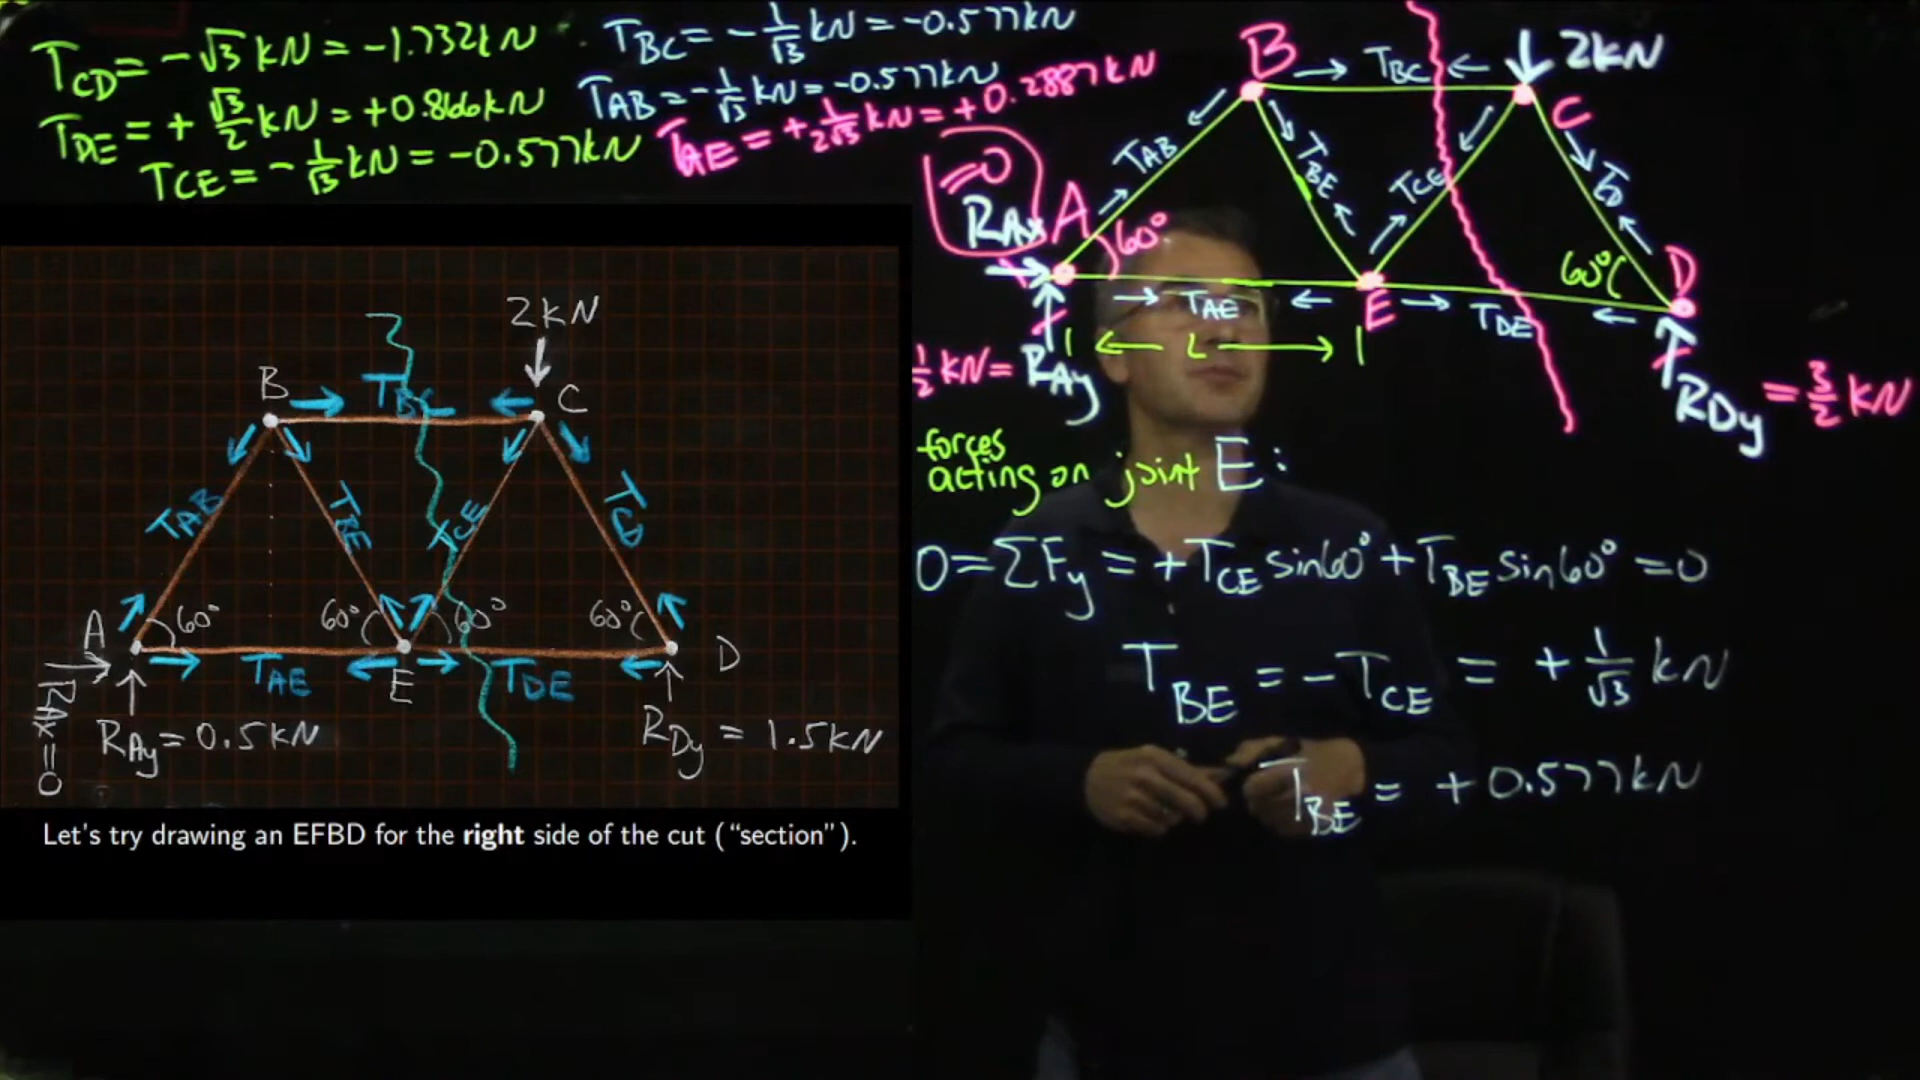 T_CD = -√3 kN = -1.732kN
T_DE = + √3/2 kN = +0.866kN
T_CE = - 1/√3 kN = -0.577kN
T_BC = - 1/√3 kN = -0.577kN
T_AB = - 1/√3 kN = -0.577kN
T_AE = + 1/2√3 kN = +0.2887kN
B
T_BC
2kN
C
T_AB
T_BE
T_CE
T_CD
=0
R_Ax
A
60°
60°
D
T_AE
E
T_DE
L
1/2 kN = R_Ay
R_Dy = 3/2 kN
forces
acting on joint E:
0 = ΣF_y = +T_CE sin60° + T_BE sin60° = 0
T_BE = -T_CE = + 1/√3 kN
T_BE = +0.577kN
2kN
B
T_BC
C
T_AB
T_BE
T_CE
T_CD
A
60°
60°
60°
60°
T_AE
E
T_DE
D
R_Ax = 0
R_Ay = 0.5kN
R_Dy = 1.5kN
Let's try drawing an EFBD for the right side of the cut ("section").